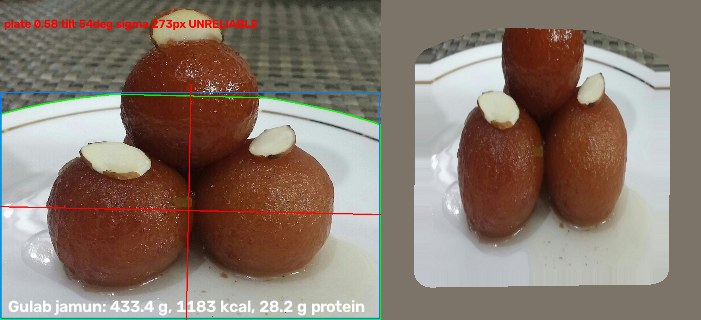 plate 0.58 tilt 54deg sigma 273px UNRELIABLE
Gulab jamun: 433.4 g, 1183 kcal, 28.2 g protein